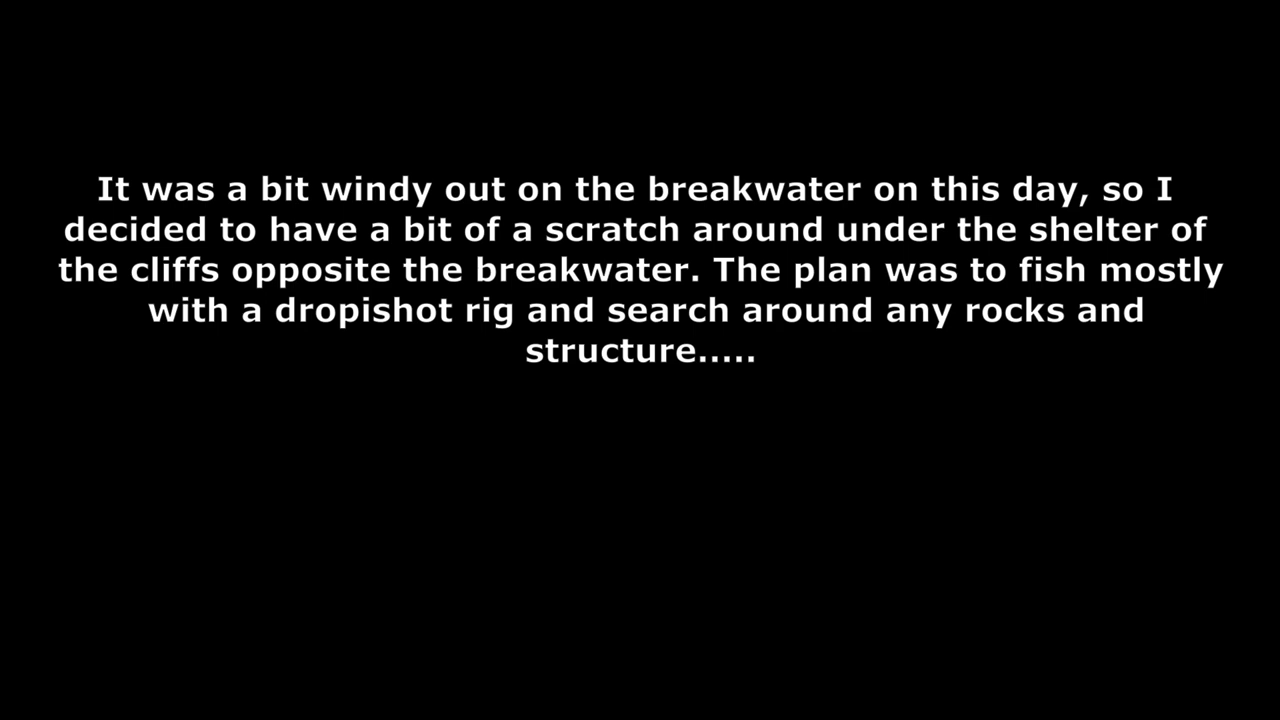 It was a bit windy out on the breakwater on this day, so I
decided to have a bit of a scratch around under the shelter of
the cliffs opposite the breakwater. The plan was to fish mostly
with a dropishot rig and search around any rocks and
structure.....